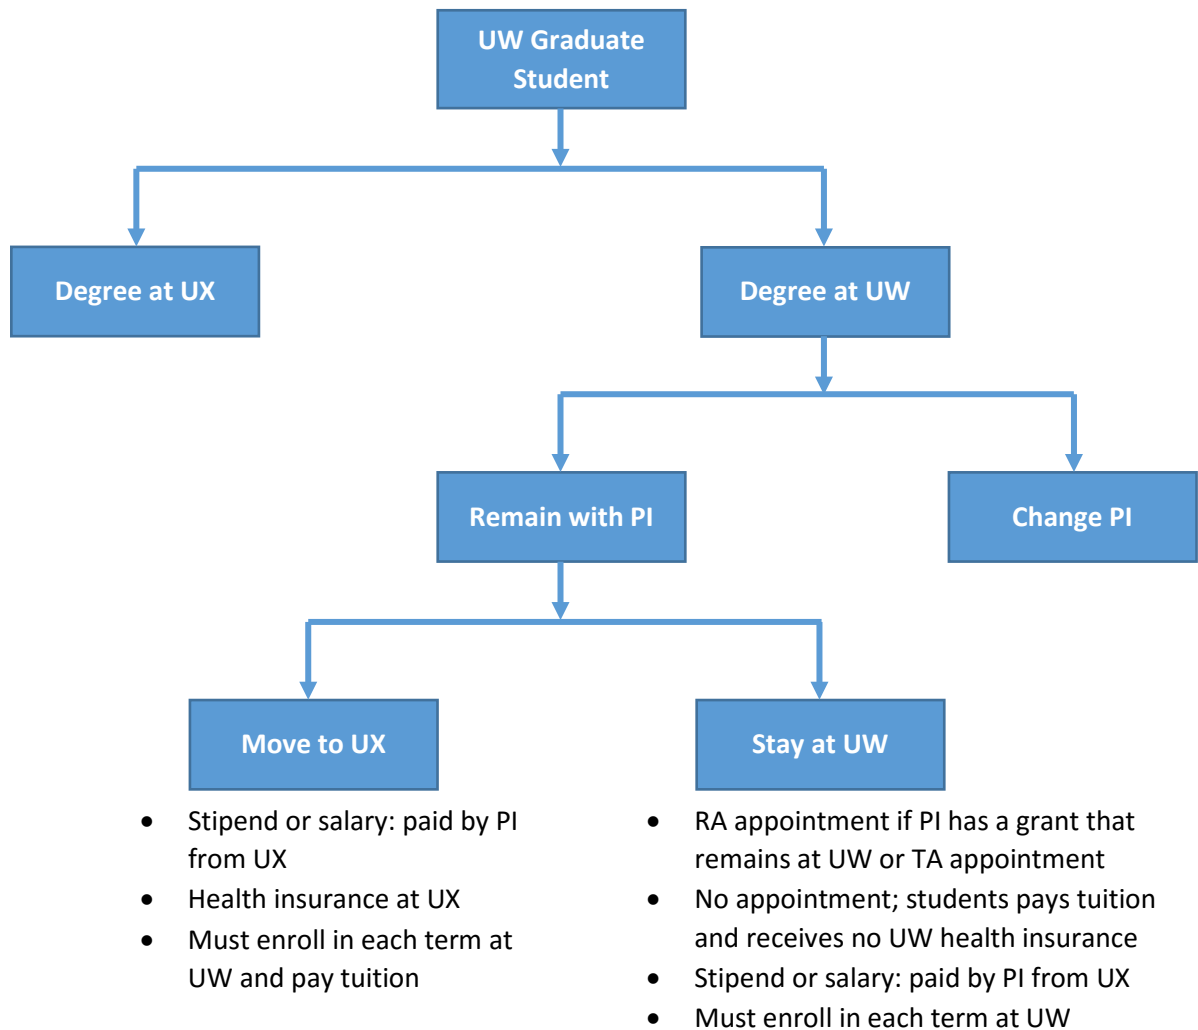 UW Graduate
Student
Degree at UX
Degree at UW
Remain with PI
Change PI
Move to UX
Stay at UW
• Stipend or salary: paid by PI
from UX
• Health insurance at UX
• Must enroll in each term at
UW and pay tuition
• RA appointment if PI has a grant that
remains at UW or TA appointment
• No appointment; students pays tuition
and receives no UW health insurance
• Stipend or salary: paid by PI from UX
• Must enroll in each term at UW